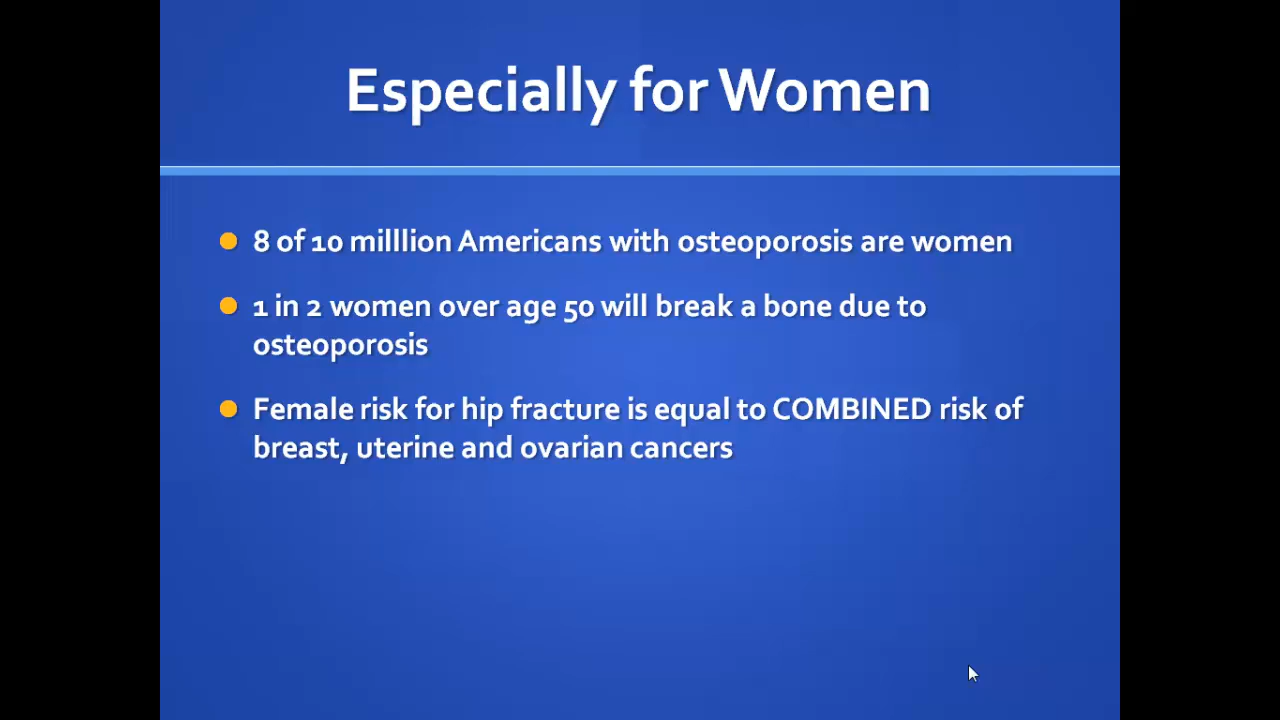 Especially for Women
8 of 10 milllion Americans with osteoporosis are women
1 in 2 women over age 50 will break a bone due to
osteoporosis
Female risk for hip fracture is equal to COMBINED risk of
breast, uterine and ovarian cancers